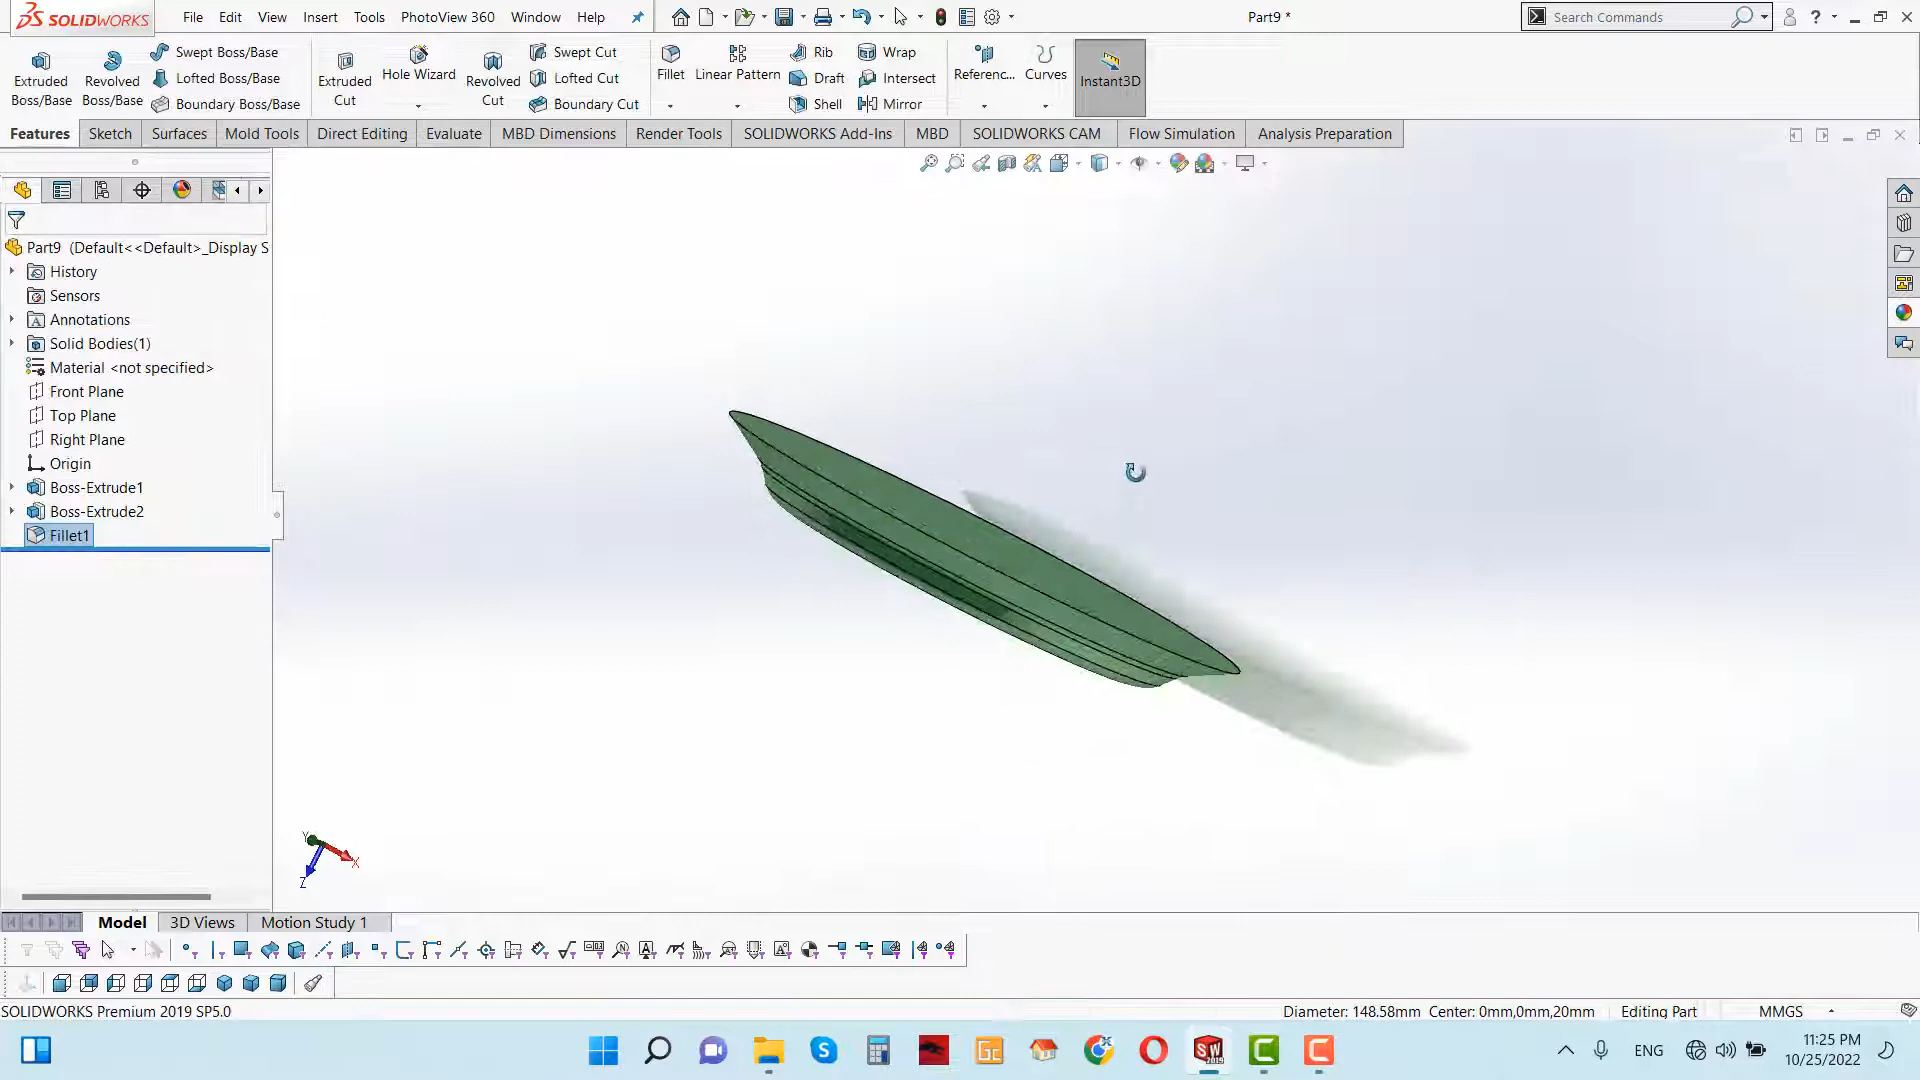 SOLIDWORKS File Edit View Insert Tools PhotoView 360 Window Help Part9 * Search Commands ?
Extruded Boss/Base
Revolved Boss/Base
Swept Boss/Base
Lofted Boss/Base
Boundary Boss/Base
Extruded Cut
Hole Wizard
Revolved Cut
Swept Cut
Lofted Cut
Boundary Cut
Fillet
Linear Pattern
Rib
Draft
Shell
Wrap
Intersect
Mirror
Referenc...
Curves
Instant3D
Features Sketch Surfaces Mold Tools Direct Editing Evaluate MBD Dimensions Render Tools SOLIDWORKS Add-Ins MBD SOLIDWORKS CAM Flow Simulation Analysis Preparation
Part9 (Default<<Default>_Display S
History
Sensors
Annotations
Solid Bodies(1)
Material <not specified>
Front Plane
Top Plane
Right Plane
Origin
Boss-Extrude1
Boss-Extrude2
Fillet1
Y
X
Z
Model 3D Views Motion Study 1
SOLIDWORKS Premium 2019 SP5.0 Diameter: 148.58mm Center: 0mm,0mm,20mm Editing Part MMGS
ENG
11:25 PM
10/25/2022